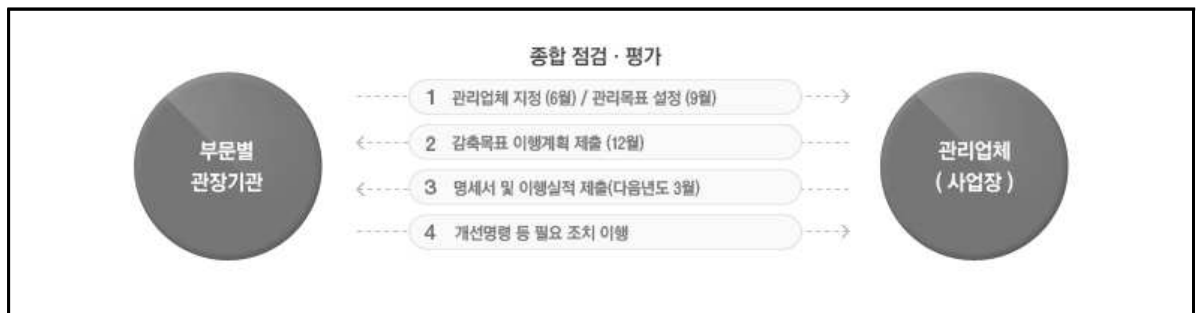 종합 점검 · 평가
부문별
관장기관
1 관리업체 지정 (6월) / 관리목표 설정 (9월)
2 감축목표 이행계획 제출 (12월)
3 명세서 및 이행실적 제출(다음년도 3월)
4 개선명령 등 필요 조치 이행
관리업체
( 사업장 )